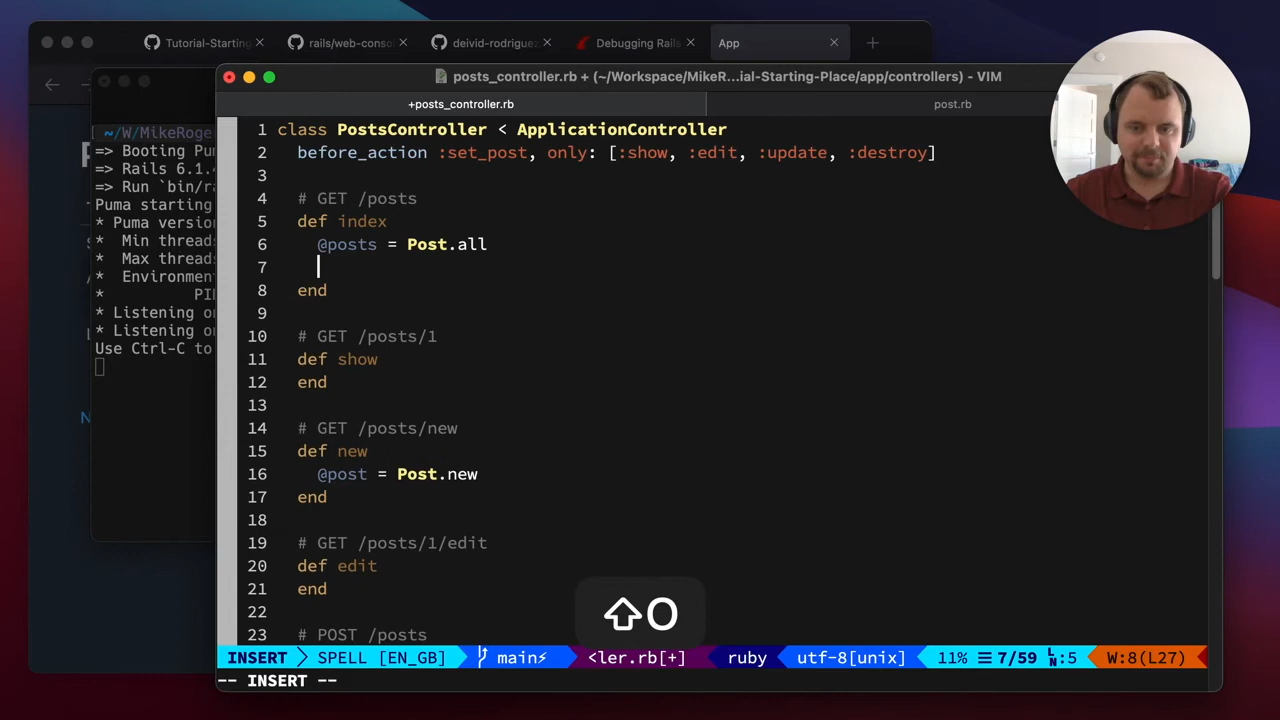 Tutorial-Starting
rails/web-conso
deivid-rodriguez
Debugging Rails
App
posts_controller.rb + (~/Workspace/MikeR...ial-Starting-Place/app/controllers) - VIM
+posts_controller.rb
post.rb
~/W/MikeRoge
=> Booting Pu
=> Rails 6.1.4
=> Run `bin/ra
Puma starting
* Puma versio
* Min thread
* Max thread
* Environmen
* PI
* Listening o
* Listening o
Use Ctrl-C to
1 class PostsController < ApplicationController
2 before_action :set_post, only: [:show, :edit, :update, :destroy]
3
4 # GET /posts
5 def index
6 @posts = Post.all
7
8 end
9
10 # GET /posts/1
11 def show
12 end
13
14 # GET /posts/new
15 def new
16 @post = Post.new
17 end
18
19 # GET /posts/1/edit
20 def edit
21 end
22
23 # POST /posts
⇧O
INSERT SPELL [EN_GB] main⚡ <ler.rb[+] ruby utf-8[unix] 11% ☰ 7/59 ㏑:5 W:8(L27)
-- INSERT --